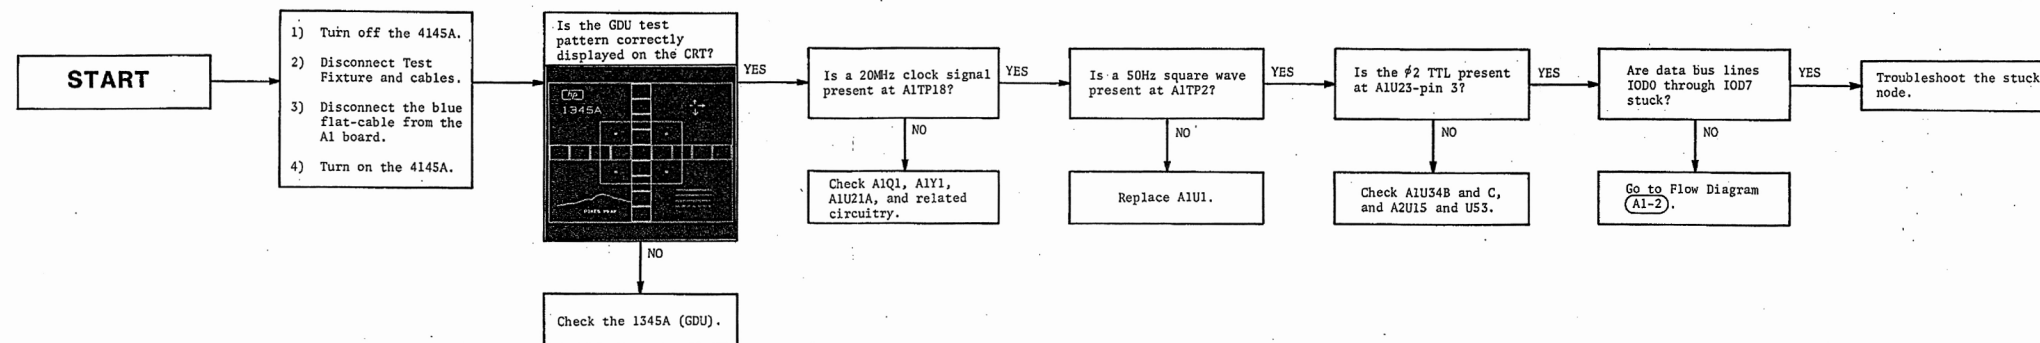 START
1) Turn off the 4145A.
2) Disconnect Test
Fixture and cables.
3) Disconnect the blue
flat-cable from the
A1 board.
4) Turn on the 4145A.
Is the GDU test
pattern correctly
displayed on the CRT?
hp
1345A
PIKES PEAK
NO
Check the 1345A (GDU).
YES
Is a 20MHz clock signal
present at A1TP18?
NO
Check A1Q1, A1Y1,
A1U21A, and related
circuitry.
YES
Is a 50Hz square wave
present at A1TP2?
NO
Replace A1U1.
YES
Is the ϕ2 TTL present
at A1U23-pin 3?
NO
Check A1U34B and C,
and A2U15 and U53.
YES
Are data bus lines
IOD0 through IOD7
stuck?
NO
Go to Flow Diagram
A1-2.
YES
Troubleshoot the stuck
node.